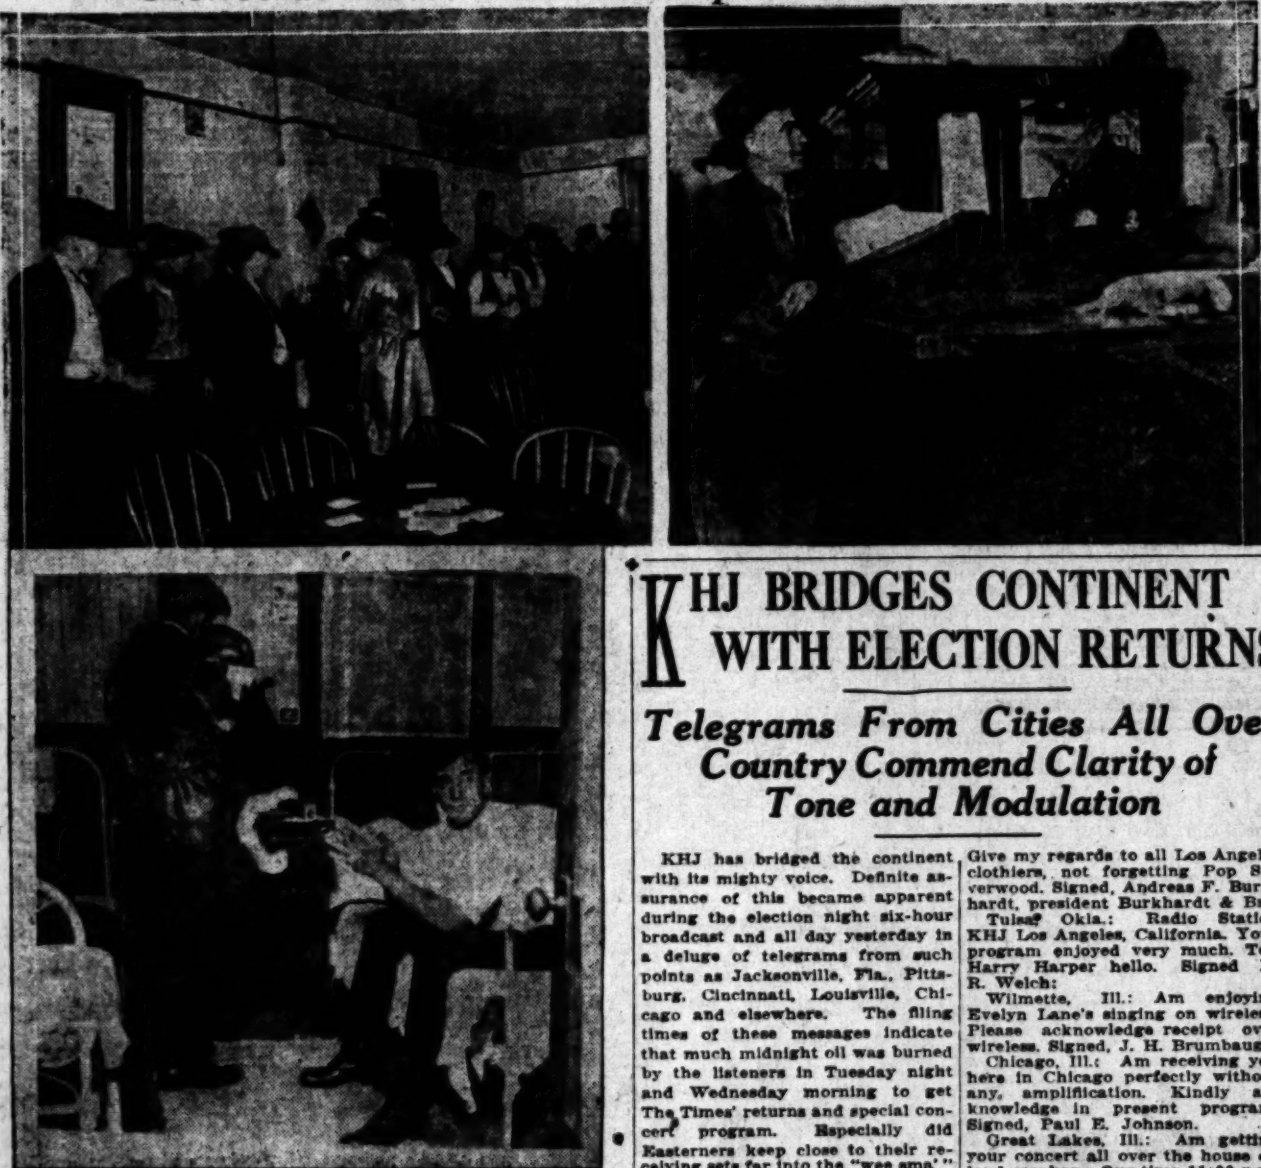 KHJ BRIDGES CONTINENT
WITH ELECTION RETURNS
Telegrams From Cities All Ove
Country Commend Clarity of
Tone and Modulation
KHJ has bridged the continent
with its mighty voice. Definite as-
surance of this became apparent
during the election night six-hour
broadcast and all day yesterday in
a deluge of telegrams from such
points as Jacksonville, Fla., Pitts-
burg, Cincinnati, Louisville, Chi-
cago and elsewhere. The filing
times of these messages indicate
that much midnight oil was burned
by the listeners in Tuesday night
and Wednesday morning to get
The Times' returns and special con-
cert program. Especially did
Easterners keep close to their re-
ceiving sets far into the "wee sma'"
Give my regards to all Los Angel
clothiers, not forgetting Pop S
verwood. Signed, Andreas F. Bur
hardt, president Burkhardt & B
Tulsa, Okla.: Radio Stati
KHJ Los Angeles, California. Yo
program enjoyed very much. T
Harry Harper hello. Signed
R. Welch:
Wilmette, Ill.: Am enjoyi
Evelyn Lane's singing on wirele
Please acknowledge receipt ov
wireless. Signed, J. H. Brumbaug
Chicago, Ill.: Am receiving y
here in Chicago perfectly witho
any, amplifilication. Kindly a
knowledge in present progra
Signed, Paul E. Johnson.
Great Lakes, Ill.: Am getti
your concert all over the house